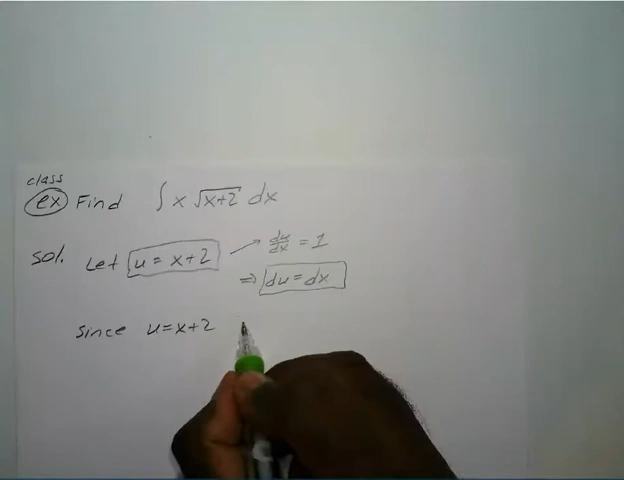 class
ex Find ∫ x √x+2 dx
Sol. Let u = x+2 → du/dx = 1
⇒ du = dx
Since u = x+2